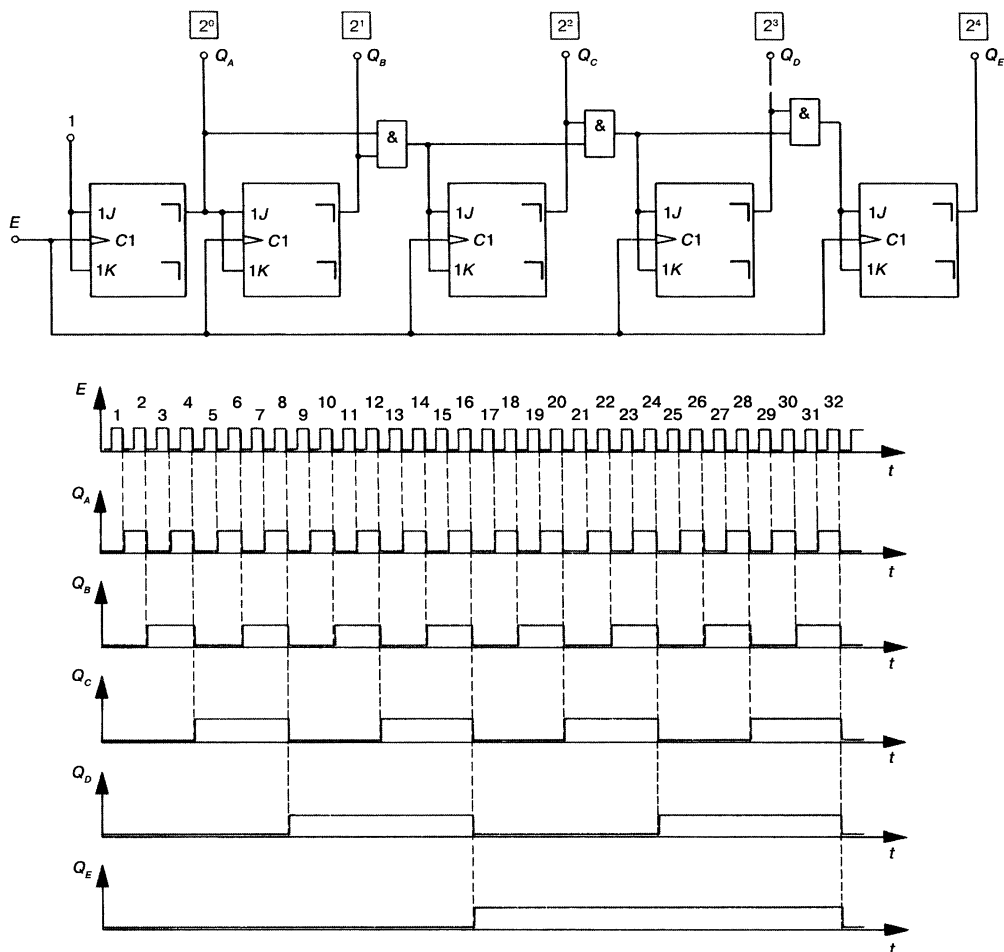 2⁰ 2¹ 2² 2³ 2⁴
Q_A Q_B Q_C Q_D Q_E
& & &
1
E
1J 1J 1J 1J 1J
C1 C1 C1 C1 C1
1K 1K 1K 1K 1K
E
1 2 3 4 5 6 7 8 9 10 11 12 13 14 15 16 17 18 19 20 21 22 23 24 25 26 27 28 29 30 31 32
t
Q_A
t
Q_B
t
Q_C
t
Q_D
t
Q_E
t